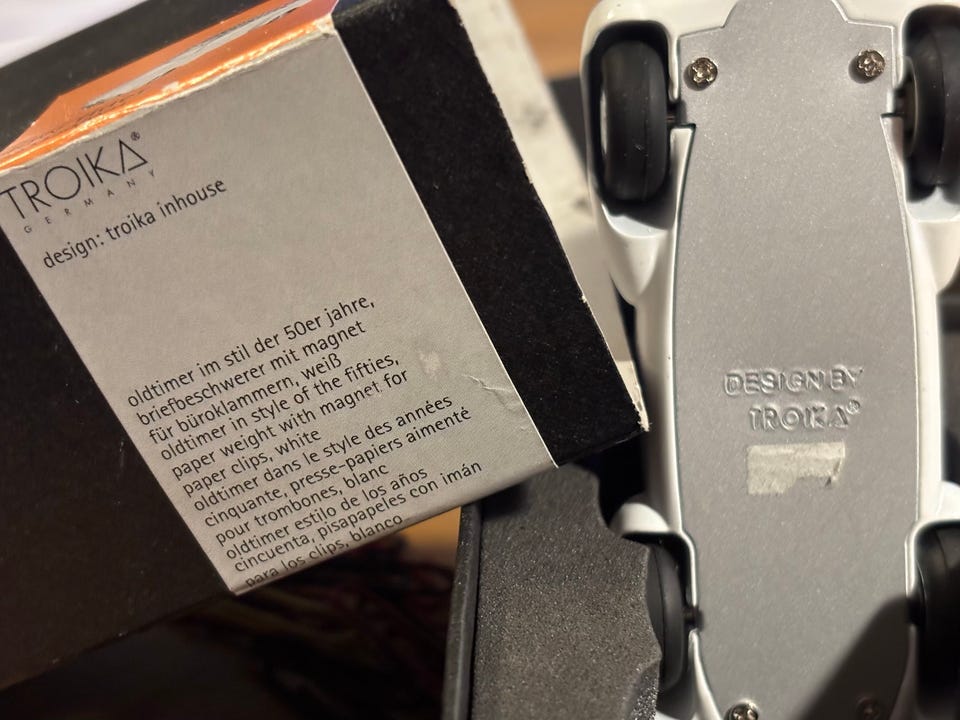 TROIKA®
GERMANY
design: troika inhouse
oldtimer im stil der 50er jahre,
briefbeschwerer mit magnet
für büroklammern, weiß
oldtimer in style of the fifties,
paper weight with magnet for
paper clips, white
oldtimer dans le style des années
cinquante, presse-papiers aimenté
pour trombones, blanc
oldtimer estilo de los años
cincuenta, pisapapeles con imán
para los clips, blanco
DESIGN BY
TROIKA®